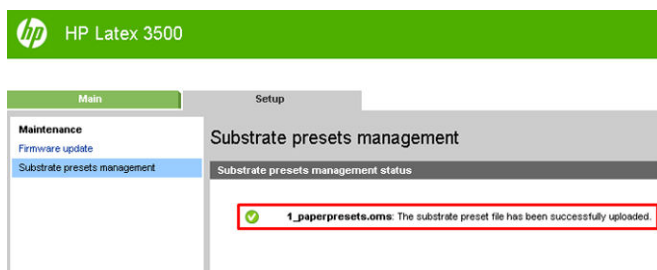 hp HP Latex 3500
Main Setup
Maintenance
Firmware update
Substrate presets management
Substrate presets management
Substrate presets management status
1_paperpresets.oms: The substrate preset file has been successfully uploaded.